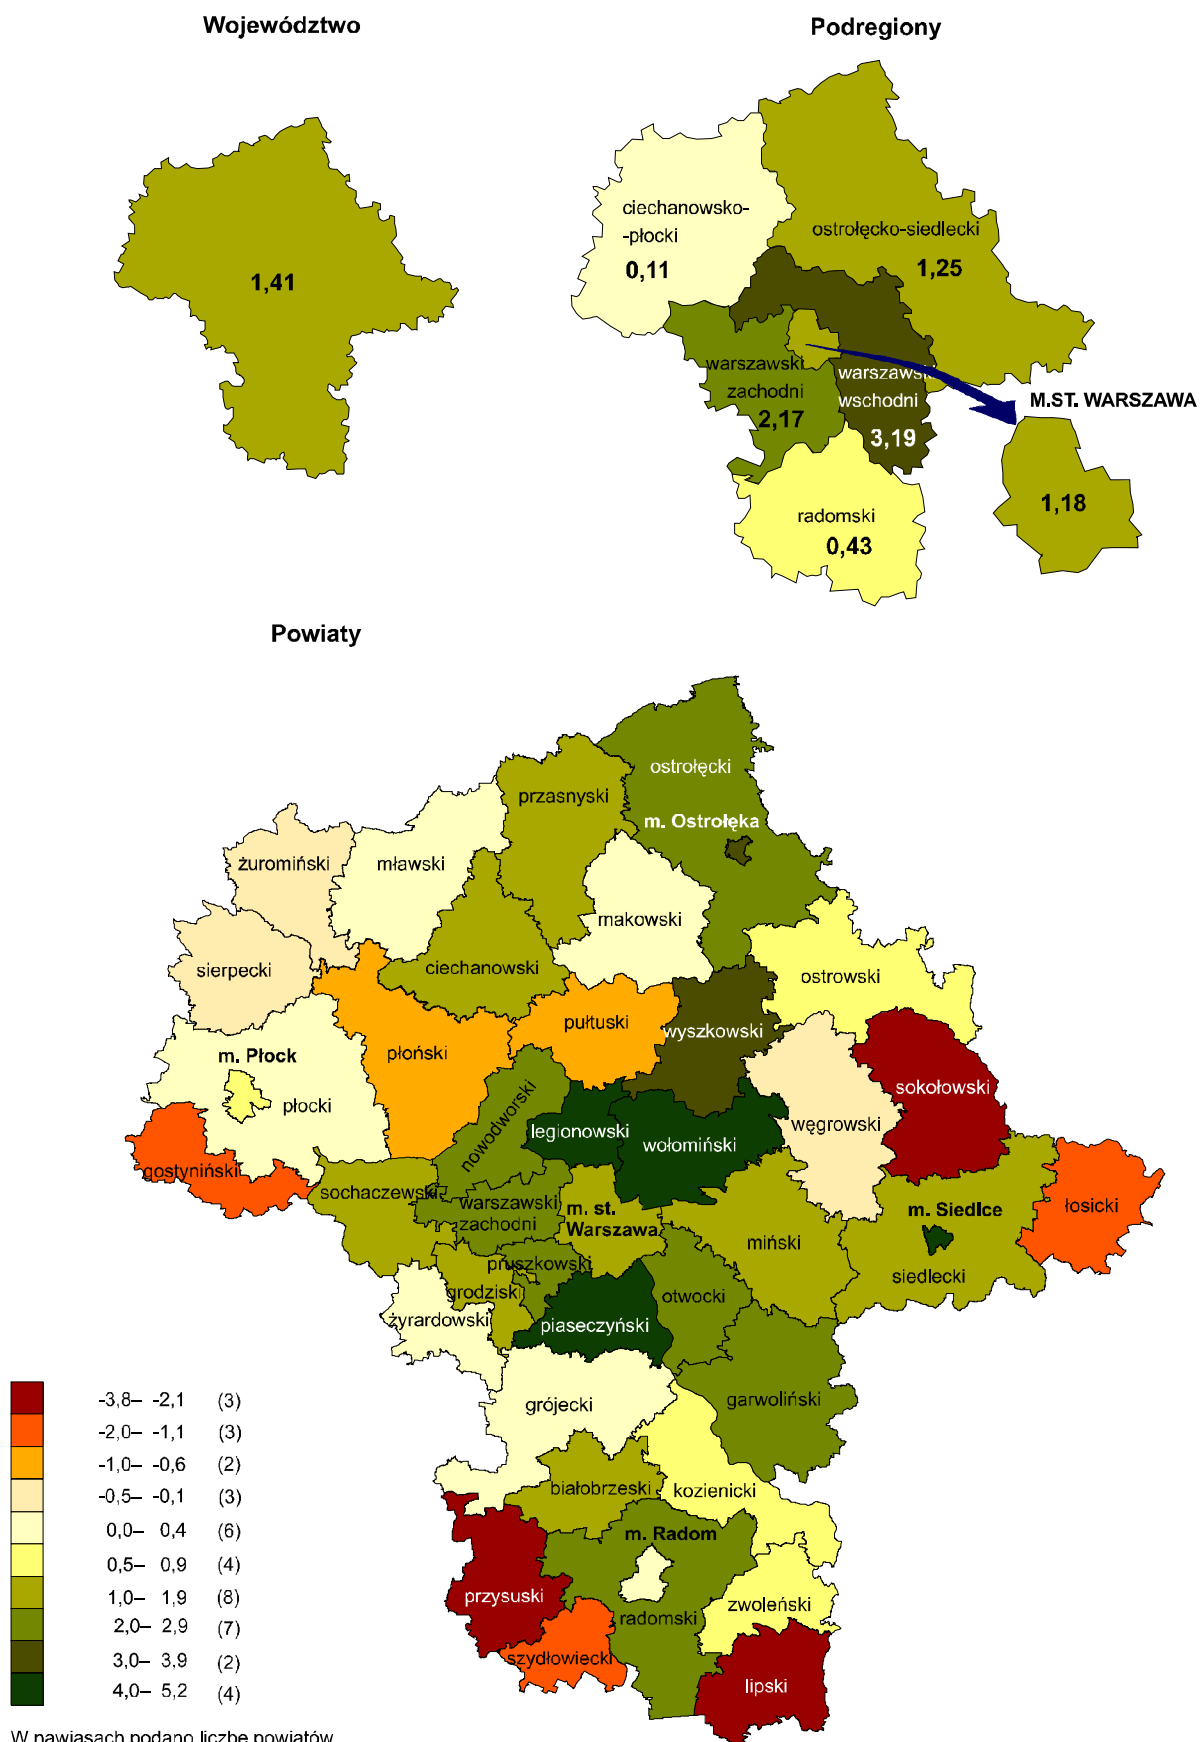 Województwo
Podregiony
1,41
ciechanowsko-
-płocki
0,11
ostrołęcko-siedlecki
1,25
warszawski
zachodni
2,17
warszawski
wschodni
3,19
M.ST. WARSZAWA
1,18
radomski
0,43
Powiaty
ostrołęcki
przasnyski
m. Ostrołęka
żuromiński
mławski
makowski
sierpecki
ciechanowski
ostrowski
pułtuski
wyszkowski
m. Płock
płoński
sokołowski
płocki
nowodworski
legionowski
wołomiński
węgrowski
gostyniński
sochaczewski
warszawski
zachodni
m. st.
Warszawa
m. Siedlce
łosicki
miński
siedlecki
pruszkowski
grodziski
otwocki
żyrardowski
piaseczyński
garwoliński
grójecki
białobrzeski
kozienicki
m. Radom
przysuski
radomski
zwoleński
szydłowiecki
lipski
-3,8– -2,1 (3)
-2,0– -1,1 (3)
-1,0– -0,6 (2)
-0,5– -0,1 (3)
0,0– 0,4 (6)
0,5– 0,9 (4)
1,0– 1,9 (8)
2,0– 2,9 (7)
3,0– 3,9 (2)
4,0– 5,2 (4)
W nawiasach podano liczbę powiatów